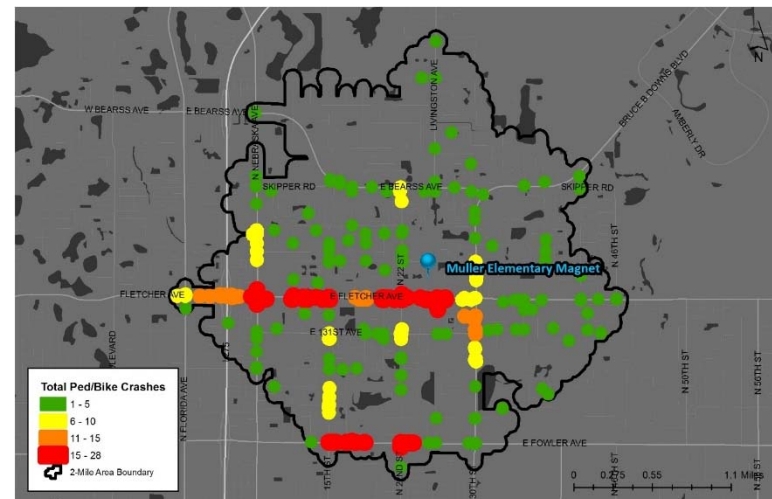 LIVINGSTON AVE
BRUCE B DOWNS BLVD
AMBERLY DR
W BEARSS AVE
E BEARSS AVE
N NEBRASKA AVE
SKIPPER RD
E BEARSS AVE
SKIPPER RD
N 46TH ST
N 22 ST
Muller Elementary Magnet
FLETCHER AVE
E FLETCHER AVE
E 131ST AVE
I-275
N FLORIDA AVE
N 50TH ST
N 56TH ST
E FOWLER AVE
15TH ST
N 22ND ST
30TH ST
Total Ped/Bike Crashes
1 - 5
6 - 10
11 - 15
15 - 28
2-Mile Area Boundary
0 0.275 0.55 1.1 Miles